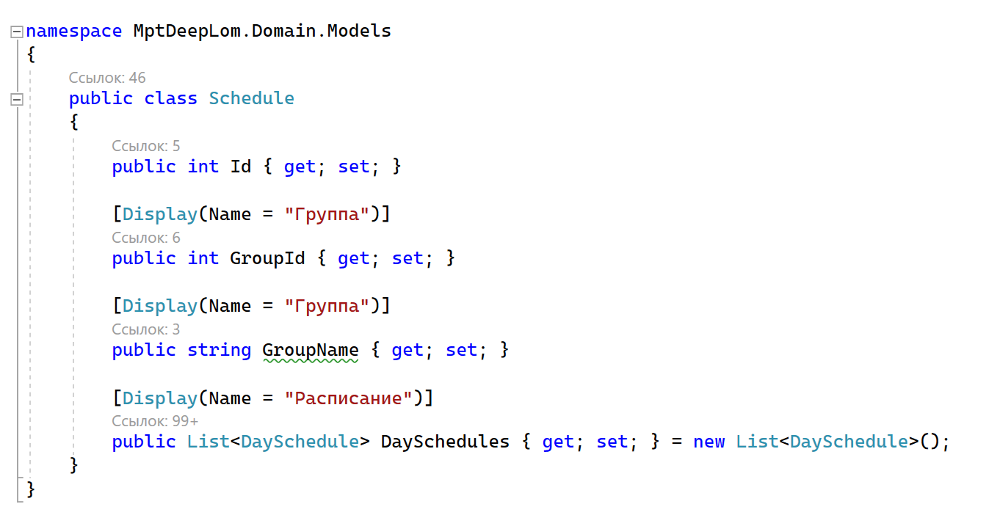 namespace MptDeepLom.Domain.Models
{
Ссылок: 46
public class Schedule
{
Ссылок: 5
public int Id { get; set; }
[Display(Name = "Группа")]
Ссылок: 6
public int GroupId { get; set; }
[Display(Name = "Группа")]
Ссылок: 3
public string GroupName { get; set; }
[Display(Name = "Расписание")]
Ссылок: 99+
public List<DaySchedule> DaySchedules { get; set; } = new List<DaySchedule>();
}
}